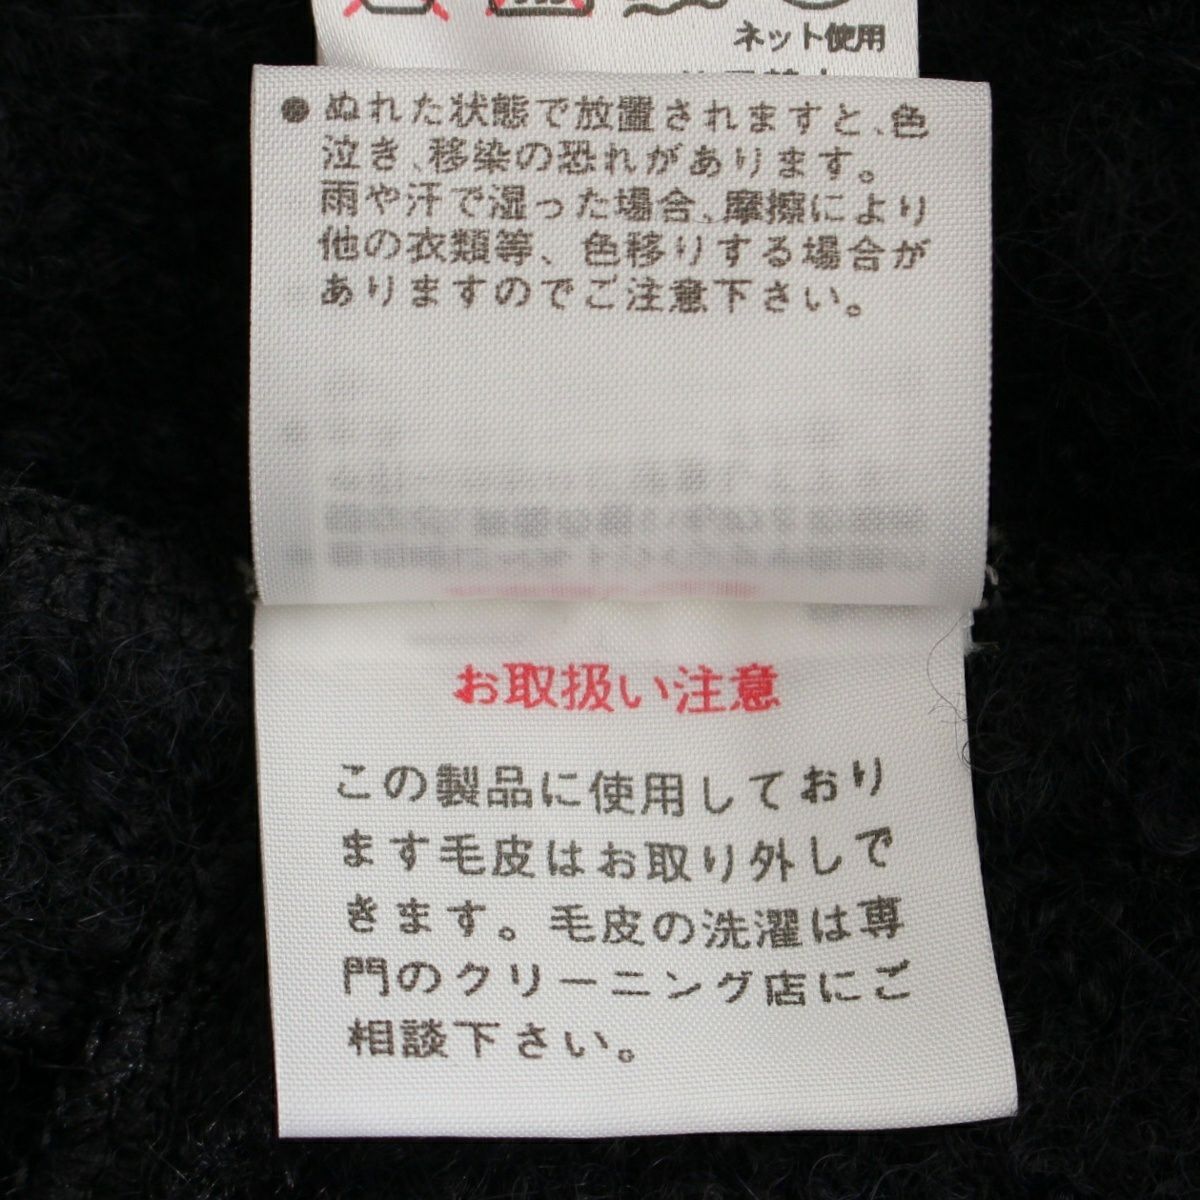 ネット使用
●ぬれた状態で放置されますと、色
泣き、移染の恐れがあります。
雨や汗で湿った場合、摩擦により
他の衣類等、色移りする場合が
ありますのでご注意下さい。
お取扱い注意
この製品に使用しており
ます毛皮はお取り外しで
きます。毛皮の洗濯は専
門のクリーニング店にご
相談下さい。